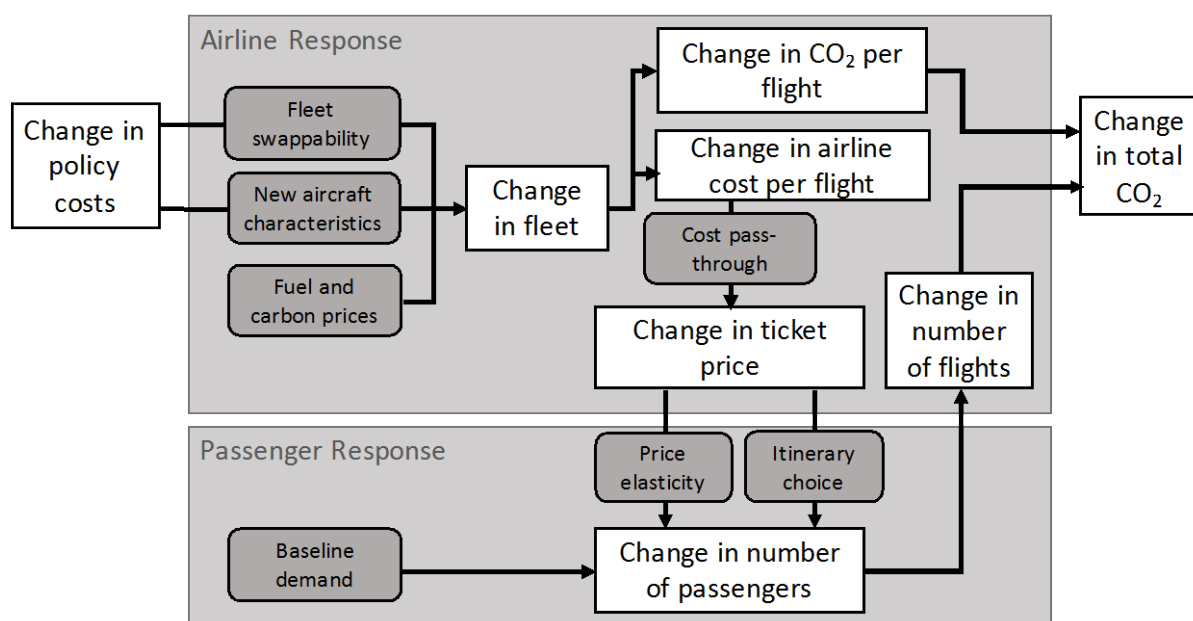 Airline Response
Change in
policy
costs
Fleet
swappability
New aircraft
characteristics
Fuel and
carbon prices
Change
in fleet
Change in CO₂ per
flight
Change in airline
cost per flight
Cost pass-
through
Change in ticket
price
Change in
number
of flights
Change
in total
CO₂
Passenger Response
Price
elasticity
Itinerary
choice
Baseline
demand
Change in number
of passengers